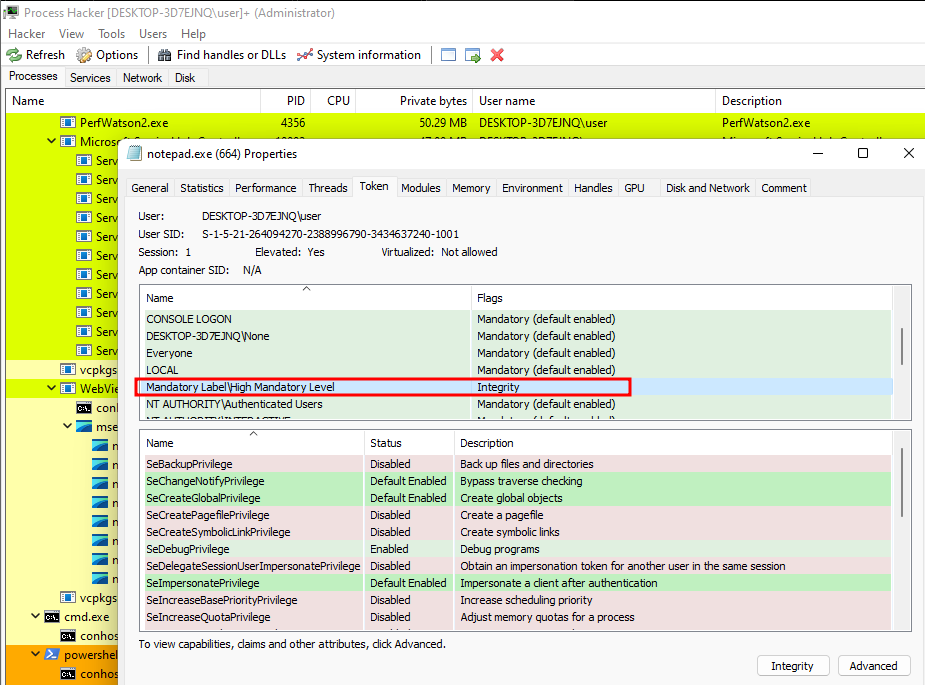 Process Hacker [DESKTOP-3D7EJNQ\user]+ (Administrator)
Hacker View Tools Users Help
Refresh Options Find handles or DLLs System information
Processes Services Network Disk
Name PID CPU Private bytes User name Description
PerfWatson2.exe 4356 50.29 MB DESKTOP-3D7EJNQ\user PerfWatson2.exe
notepad.exe (664) Properties
General Statistics Performance Threads Token Modules Memory Environment Handles GPU Disk and Network Comment
User: DESKTOP-3D7EJNQ\user
User SID: S-1-5-21-264094270-2388996790-3434637240-1001
Session: 1 Elevated: Yes Virtualized: Not allowed
App container SID: N/A
Name Flags
CONSOLE LOGON Mandatory (default enabled)
DESKTOP-3D7EJNQ\None Mandatory (default enabled)
Everyone Mandatory (default enabled)
LOCAL Mandatory (default enabled)
Mandatory Label\High Mandatory Level Integrity
NT AUTHORITY\Authenticated Users Mandatory (default enabled)
Name Status Description
SeBackupPrivilege Disabled Back up files and directories
SeChangeNotifyPrivilege Default Enabled Bypass traverse checking
SeCreateGlobalPrivilege Default Enabled Create global objects
SeCreatePagefilePrivilege Disabled Create a pagefile
SeCreateSymbolicLinkPrivilege Disabled Create symbolic links
SeDebugPrivilege Enabled Debug programs
SeDelegateSessionUserImpersonatePrivilege Disabled Obtain an impersonation token for another user in the same session
SeImpersonatePrivilege Default Enabled Impersonate a client after authentication
SeIncreaseBasePriorityPrivilege Disabled Increase scheduling priority
SeIncreaseQuotaPrivilege Disabled Adjust memory quotas for a process
To view capabilities, claims and other attributes, click Advanced.
Integrity Advanced
Serv
Serv
Serv
Serv
Serv
Serv
Serv
Serv
Serv
Serv
Serv
vcpkgs
WebVie
conl
mse
vcpkgs
cmd.exe
conhos
powershel
conhos